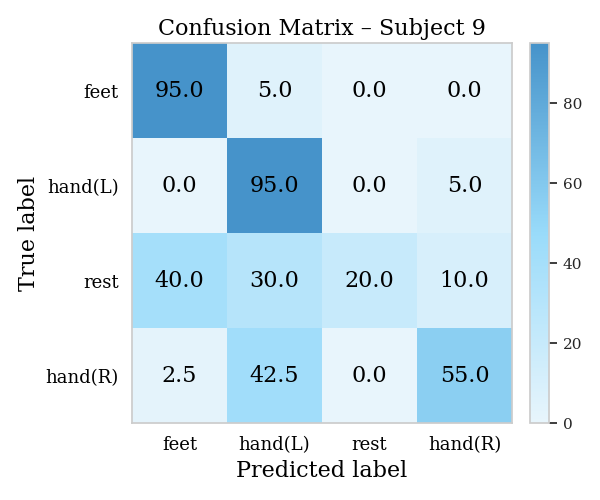 Confusion Matrix – Subject 9
True label
feet 95.0 5.0 0.0 0.0
hand(L) 0.0 95.0 0.0 5.0
rest 40.0 30.0 20.0 10.0
hand(R) 2.5 42.5 0.0 55.0
feet hand(L) rest hand(R)
Predicted label
80
60
40
20
0